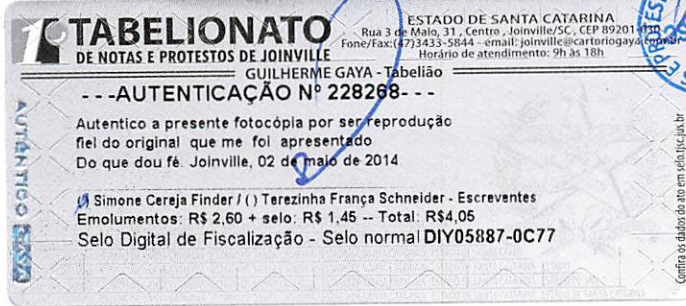 1º TABELIONATO
DE NOTAS E PROTESTOS DE JOINVILLE
ESTADO DE SANTA CATARINA
Rua 3 de Maio, 31 , Centro , Joinville/SC , CEP 89201-030
Fone/Fax:(47)3433-5844 - email: joinville@cartoriogaya.com.br
Horário de atendimento: 9h às 18h
GUILHERME GAYA - Tabelião
- - -AUTENTICAÇÃO Nº 228268- - -
Autentico a presente fotocópia por ser reprodução
fiel do original que me foi apresentado
Do que dou fé. Joinville, 02 de maio de 2014
() Simone Cereja Finder / ( ) Terezinha França Schneider - Escreventes
Emolumentos: R$ 2,60 + selo: R$ 1,45 -- Total: R$4,05
Selo Digital de Fiscalização - Selo normal DIY05887-0C77
AUTÊNTICO
Confira os dados do ato em selo.tjsc.jus.br